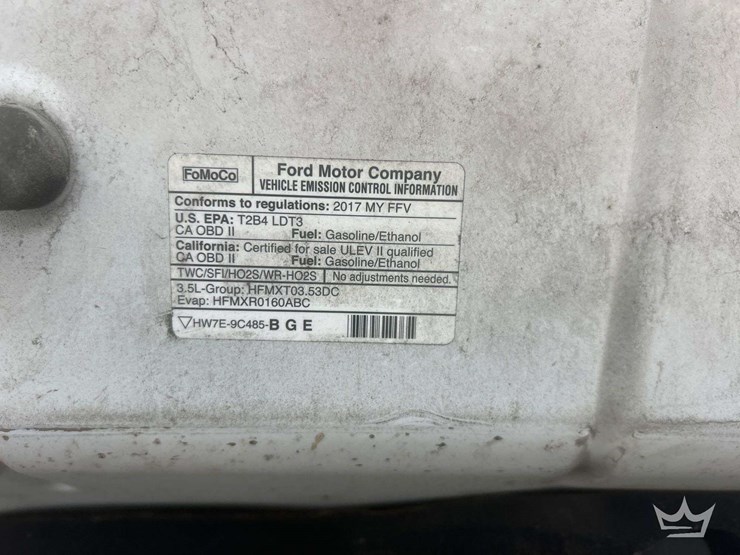 FoMoCo
Ford Motor Company
VEHICLE EMISSION CONTROL INFORMATION
Conforms to regulations: 2017 MY FFV
U.S. EPA: T2B4 LDT3
CA OBD II Fuel: Gasoline/Ethanol
California: Certified for sale ULEV II qualified
CA OBD II Fuel: Gasoline/Ethanol
TWC/SFI/HO2S/WR-HO2S No adjustments needed.
3.5L-Group: HFMXT03.53DC
Evap: HFMXR0160ABC
HW7E-9C485-B G E